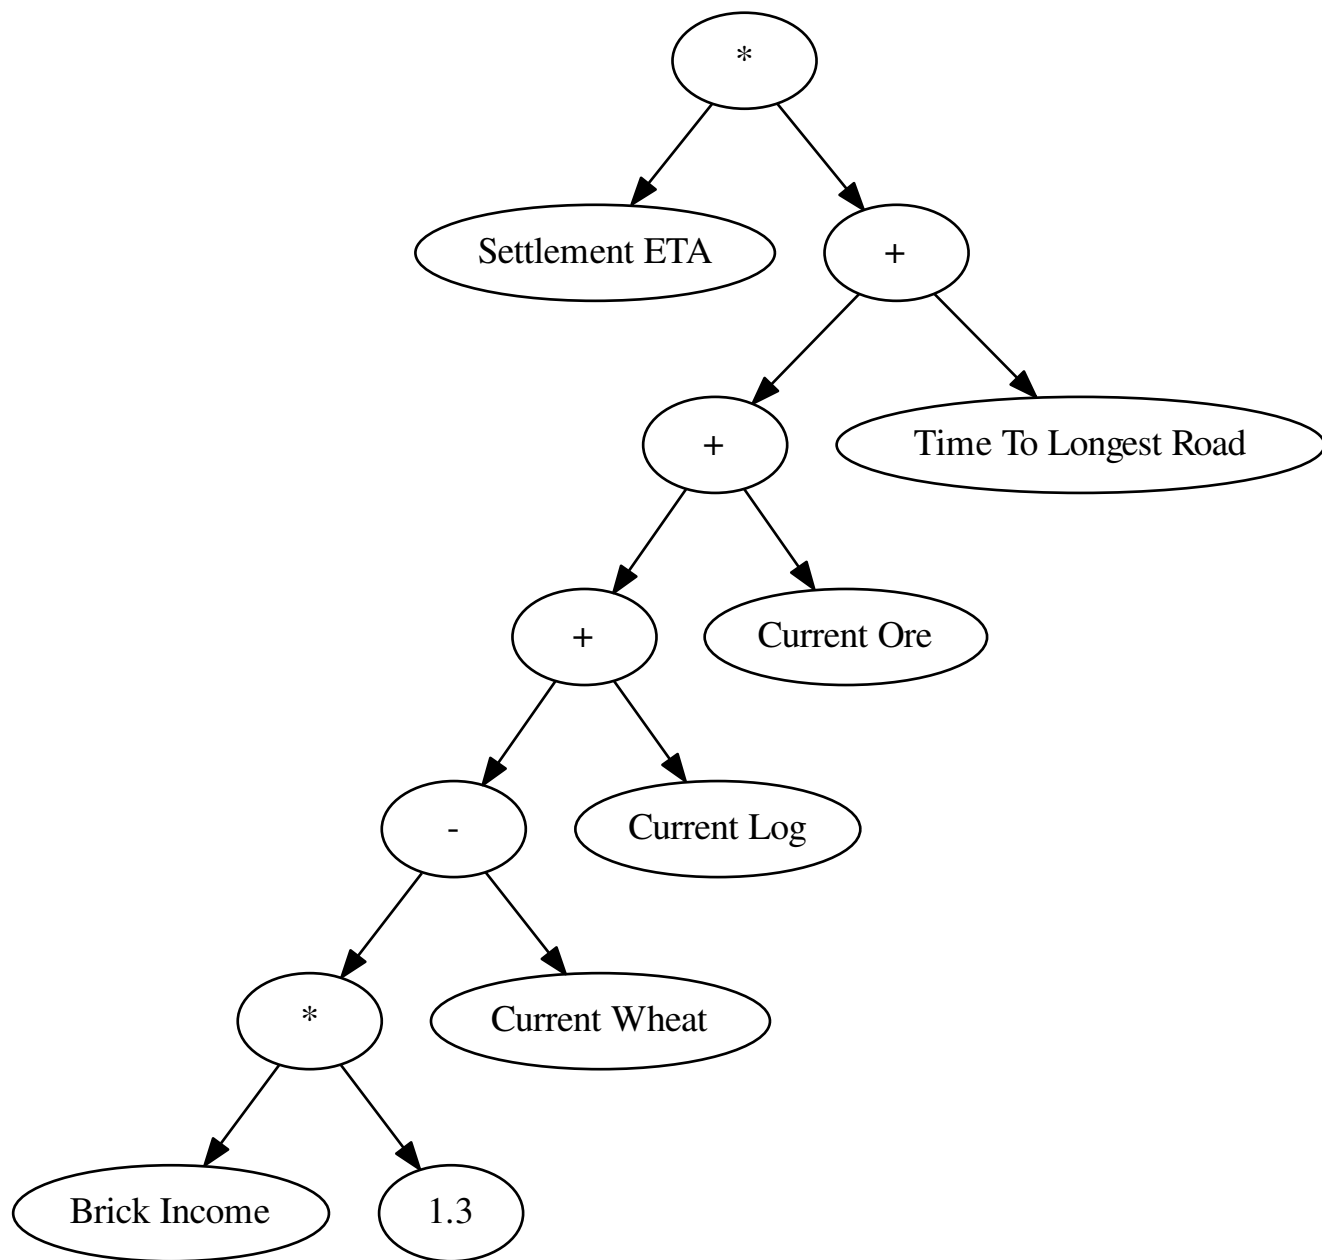 *
Settlement ETA
+
+
Time To Longest Road
+
Current Ore
-
Current Log
*
Current Wheat
Brick Income
1.3